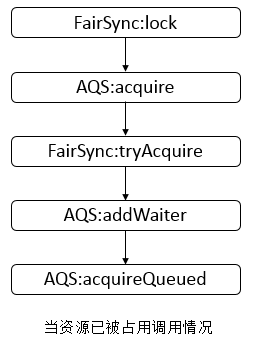 FairSync:lock
AQS:acquire
FairSync:tryAcquire
AQS:addWaiter
AQS:acquireQueued
当资源已被占用调用情况